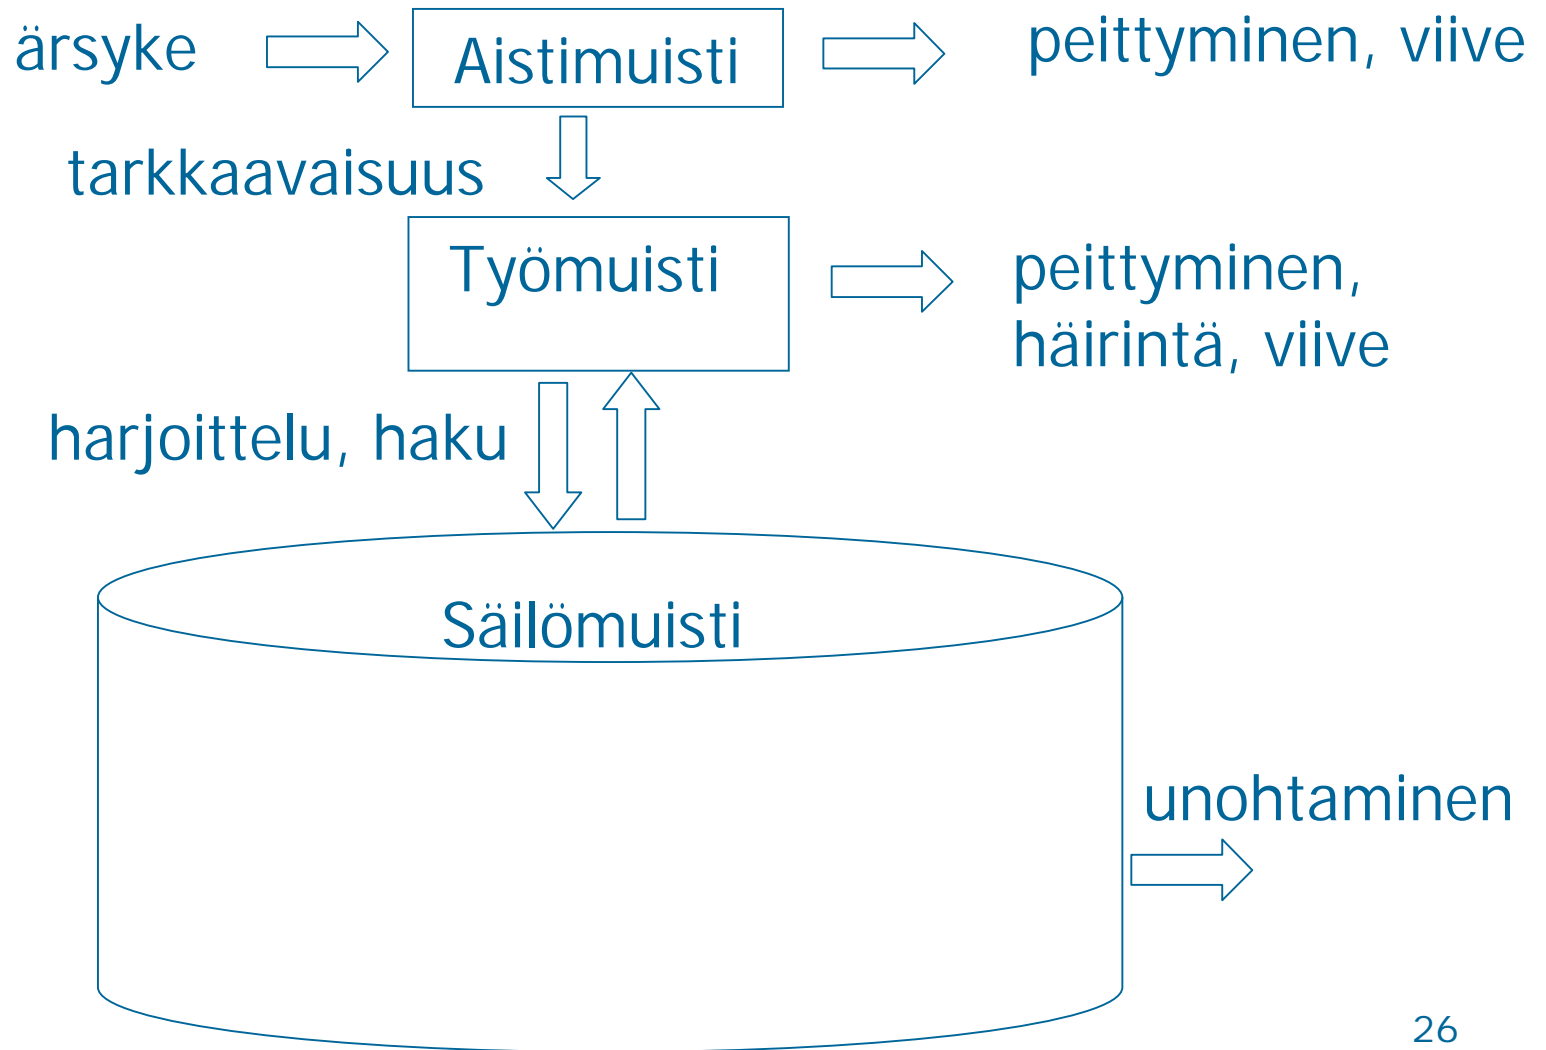 ärsyke
Aistimuisti
peittyminen, viive
tarkkaavaisuus
Työmuisti
peittyminen,
häirintä, viive
harjoittelu, haku
Säilömuisti
unohtaminen
26